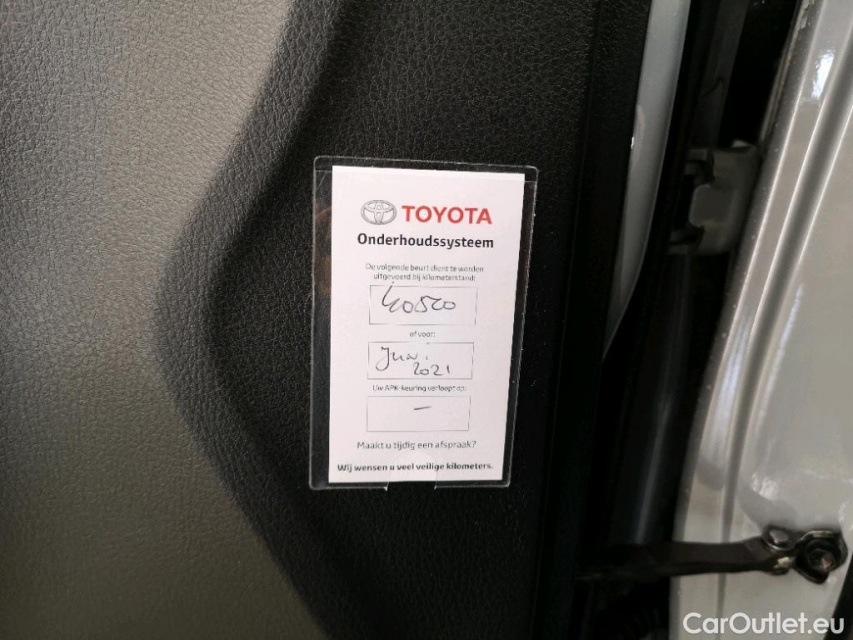 TOYOTA
Onderhoudssysteem
De volgende beurt dient te worden
uitgevoerd bij kilometerstand:
40500
of voor:
Juni
2021
Uw APK-keuring verloopt op:
—
Maakt u tijdig een afspraak?
Wij wensen u veel veilige kilometers.
CarOutlet.eu